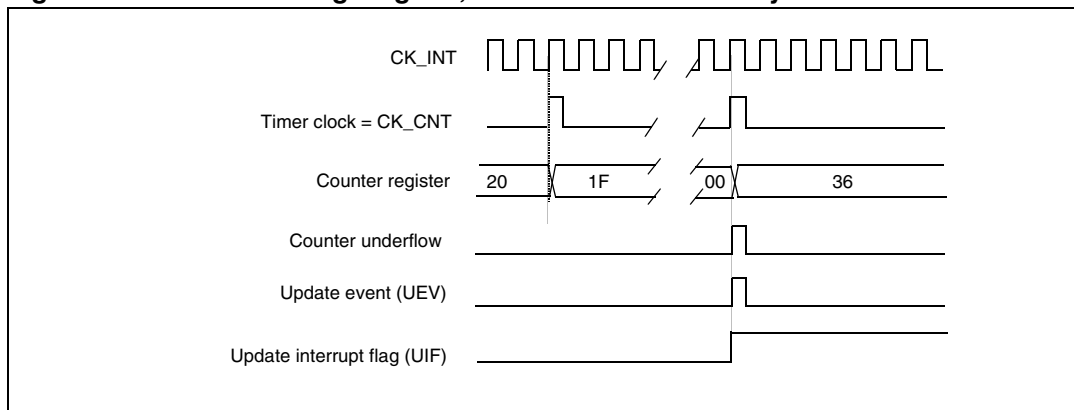 CK_INT
Timer clock = CK_CNT
Counter register 20 1F 00 36
Counter underflow
Update event (UEV)
Update interrupt flag (UIF)